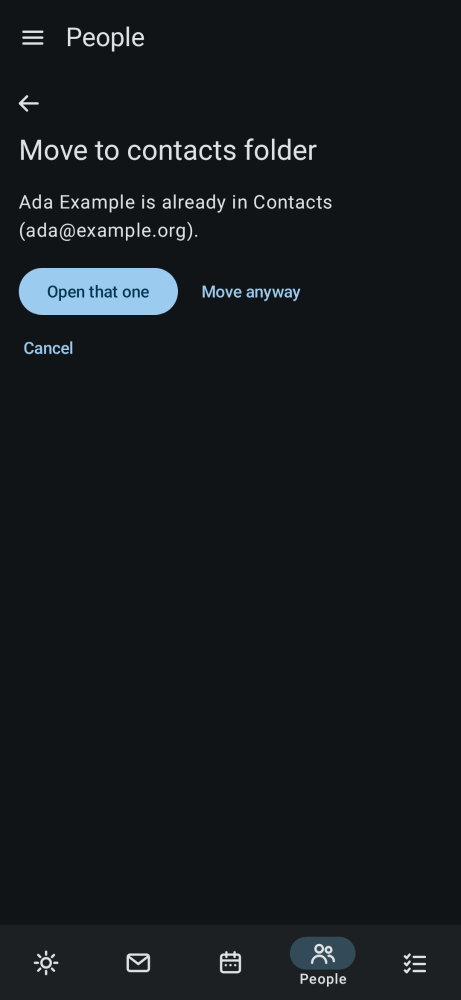 People
Move to contacts folder
Ada Example is already in Contacts
(ada@example.org).
Open that one
Move anyway
Cancel
People